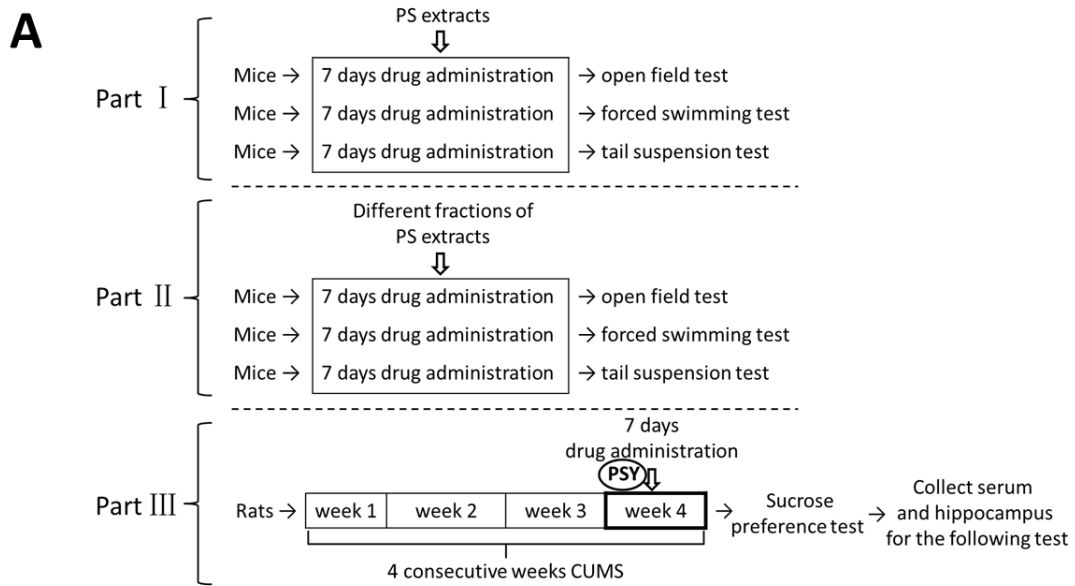 A
PS extracts
Part Ⅰ
Mice → 7 days drug administration → open field test
Mice → 7 days drug administration → forced swimming test
Mice → 7 days drug administration → tail suspension test
Different fractions of
PS extracts
Part Ⅱ
Mice → 7 days drug administration → open field test
Mice → 7 days drug administration → forced swimming test
Mice → 7 days drug administration → tail suspension test
7 days
drug administration
PSY
Part Ⅲ
Rats → week 1 week 2 week 3 week 4 →
Sucrose
preference test →
Collect serum
and hippocampus
for the following test
4 consecutive weeks CUMS